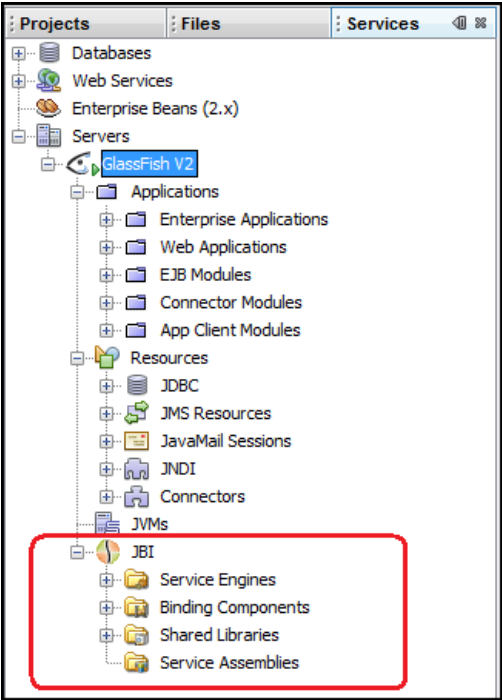 Projects Files Services
Databases
Web Services
Enterprise Beans (2.x)
Servers
GlassFish V2
Applications
Enterprise Applications
Web Applications
EJB Modules
Connector Modules
App Client Modules
Resources
JDBC
JMS Resources
JavaMail Sessions
JNDI
Connectors
JVMs
JBI
Service Engines
Binding Components
Shared Libraries
Service Assemblies